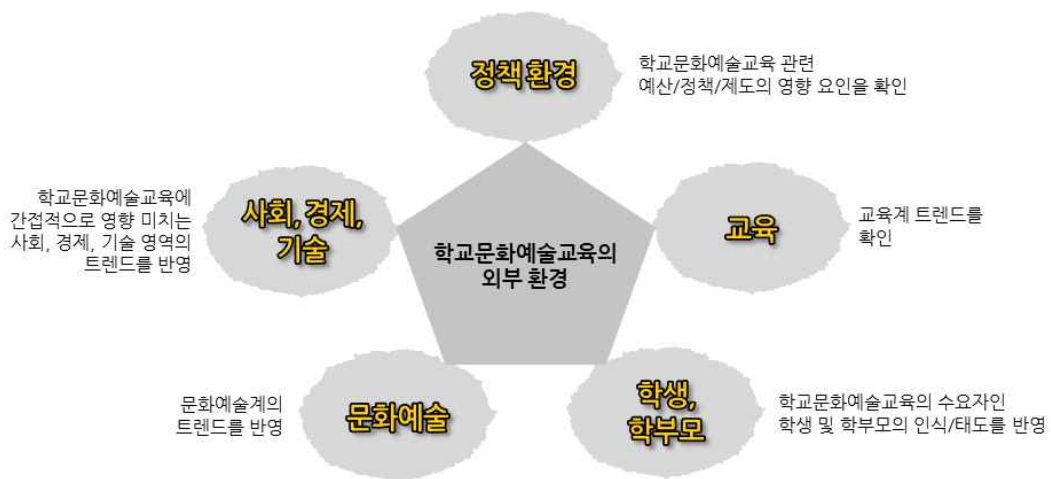 정책 환경
학교문화예술교육 관련
예산/정책/제도의 영향 요인을 확인
학교문화예술교육에
간접적으로 영향 미치는
사회, 경제, 기술 영역의
트렌드를 반영
사회, 경제,
기술
교육
교육계 트렌드를
확인
학교문화예술교육의
외부 환경
문화예술계의
트렌드를 반영
문화예술
학생,
학부모
학교문화예술교육의 수요자인
학생 및 학부모의 인식/태도를 반영